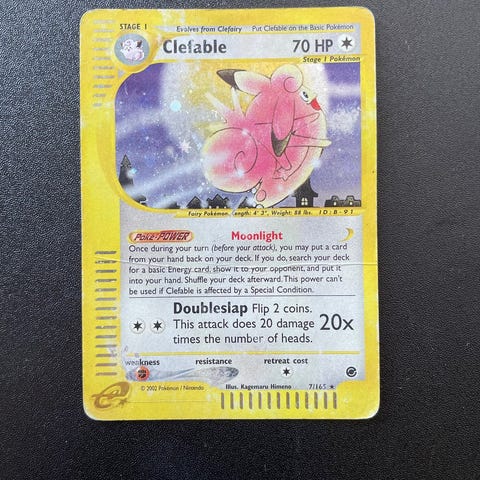 STAGE 1 Evolves from Clefairy Put Clefable on the Basic Pokémon
Clefable 70 HP
Stage 1 Pokémon
Fairy Pokémon. Length: 4' 3", Weight: 88 lbs. ID: B-91
Poké-POWER Moonlight
Once during your turn (before your attack), you may put a card
from your hand back on your deck. If you do, search your deck
for a basic Energy card, show it to your opponent, and put it
into your hand. Shuffle your deck afterward. This power can't
be used if Clefable is affected by a Special Condition.
Doubleslap Flip 2 coins.
This attack does 20 damage 20x
times the number of heads.
weakness resistance retreat cost
© 2002 Pokémon / Nintendo Illus. Kagemaru Himeno 7/165 ★